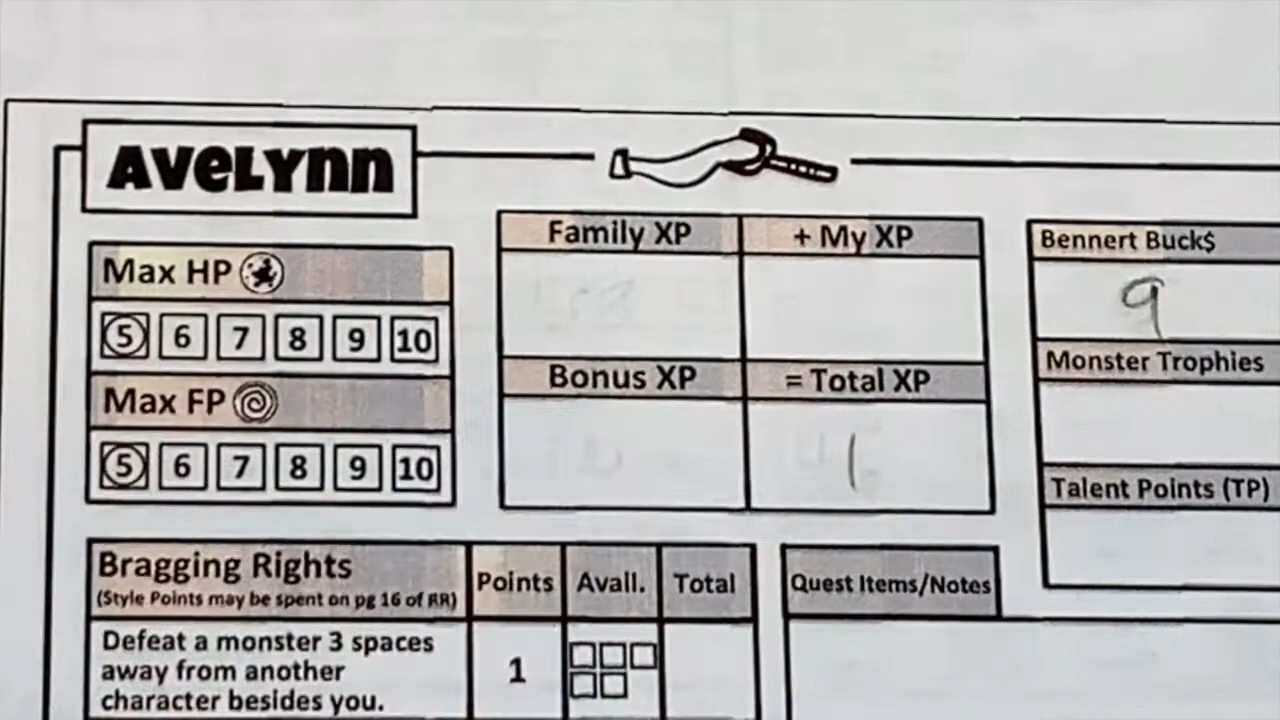 AVELYNN
Max HP
5 6 7 8 9 10
Max FP
5 6 7 8 9 10
Family XP
+ My XP
Bonus XP
= Total XP
1
Bennert Buck$
9
Monster Trophies
Talent Points (TP)
Bragging Rights
(Style Points may be spent on pg 16 of RR)
Points
Avail.
Total
Defeat a monster 3 spaces
away from another
character besides you.
1
Quest Items/Notes